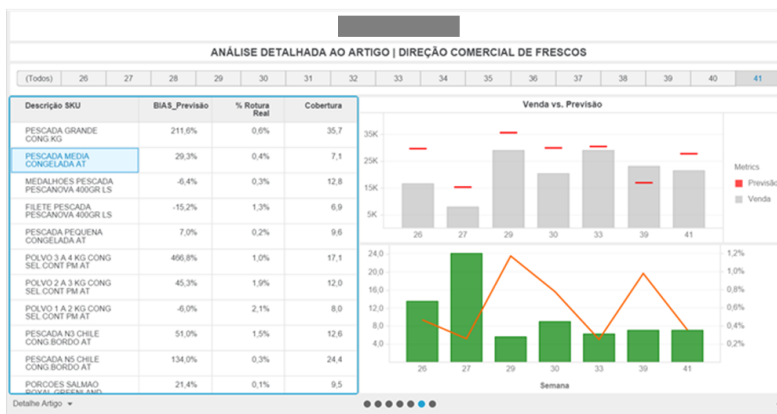 ANÁLISE DETALHADA AO ARTIGO | DIREÇÃO COMERCIAL DE FRESCOS
(Todos) 26 27 28 29 30 31 32 33 34 35 36 37 38 39 40 41
Descrição SKU BIAS_Previsão % Rotura Cobertura
Real
PESCADA GRANDE 211,6% 0,6% 35,7
CONG KG
PESCADA MEDIA 29,3% 0,4% 7,1
CONGELADA AT
MEDALHOES PESCADA -6,4% 0,3% 12,8
PESCANOVA 400GR LS
FILETE PESCADA -15,2% 1,3% 6,9
PESCANOVA 400GR LS
PESCADA PEQUENA 7,0% 0,2% 9,6
CONGELADA AT
POLVO 3 A 4 KG CONG 466,8% 1,0% 17,1
SEL CONT PM AT
POLVO 2 A 3 KG CONG 45,3% 1,9% 12,0
SEL CONT PM AT
POLVO 1 A 2 KG CONG -6,0% 2,1% 8,0
SEL CONT PM AT
PESCADA N3 CHILE 51,0% 1,5% 12,6
CONG.BORDO AT
PESCADA N5 CHILE 134,0% 0,3% 24,4
CONG.BORDO AT
PORCOES SALMAO 21,4% 0,1% 9,5
ROYAL GREENLAND
Venda vs. Previsão
35K
25K
15K
5K
26 27 29 30 33 39 41
Metrics
Previsão
Venda
24,0 1,2%
20,0 1,0%
16,0 0,8%
12,0 0,6%
8,0 0,4%
4,0 0,2%
26 27 29 30 33 39 41
Semana
Detalhe Artigo